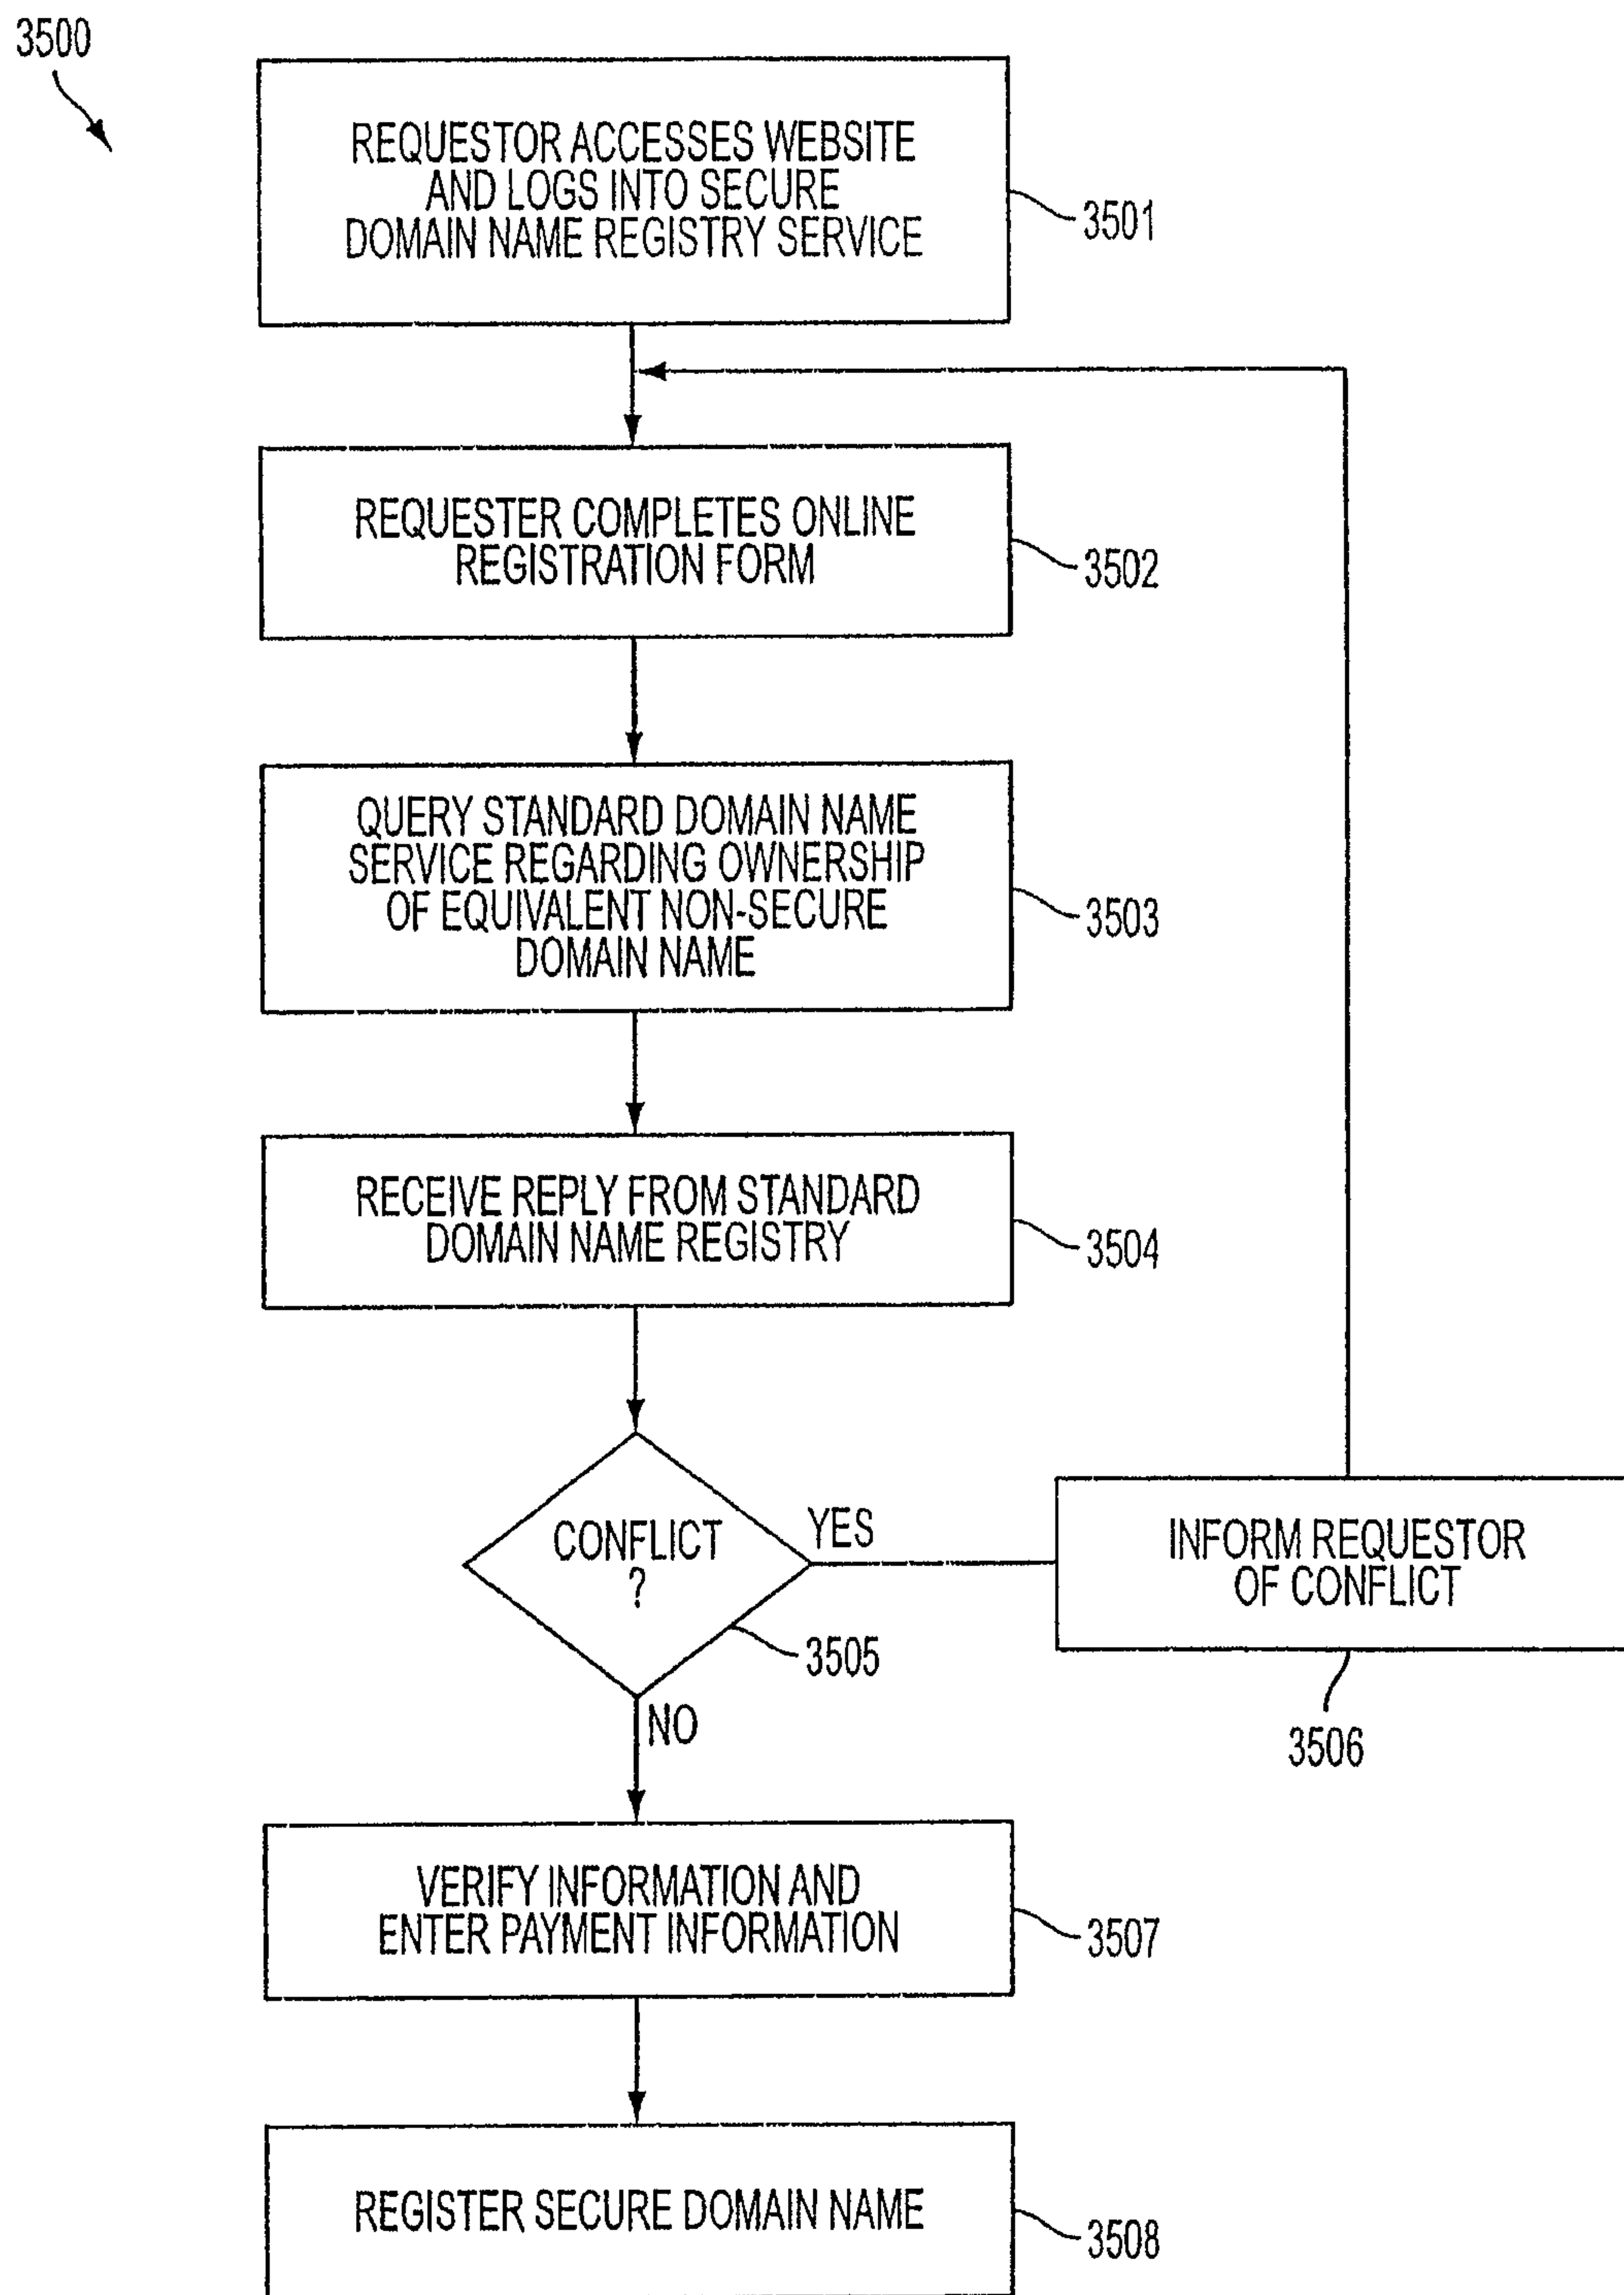 3500
REQUESTOR ACCESSES WEBSITE
AND LOGS INTO SECURE
DOMAIN NAME REGISTRY SERVICE
3501
REQUESTER COMPLETES ONLINE
REGISTRATION FORM
3502
QUERY STANDARD DOMAIN NAME
SERVICE REGARDING OWNERSHIP
OF EQUIVALENT NON-SECURE
DOMAIN NAME
3503
RECEIVE REPLY FROM STANDARD
DOMAIN NAME REGISTRY
3504
CONFLICT
?
YES
3505
INFORM REQUESTOR
OF CONFLICT
3506
NO
VERIFY INFORMATION AND
ENTER PAYMENT INFORMATION
3507
REGISTER SECURE DOMAIN NAME
3508